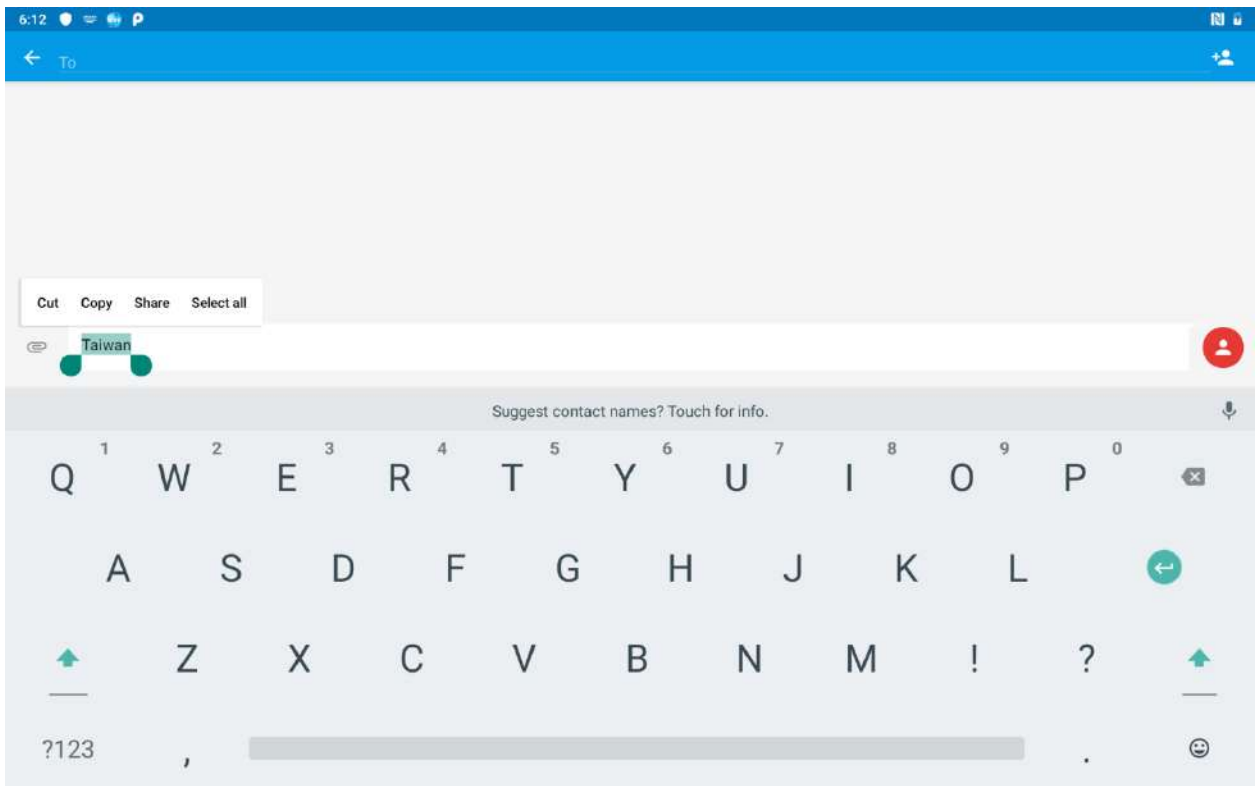 6:12
To
Cut Copy Share Select all
Taiwan
Suggest contact names? Touch for info.
1 2 3 4 5 6 7 8 9 0
Q W E R T Y U I O P
A S D F G H J K L
Z X C V B N M ! ?
?123 , .